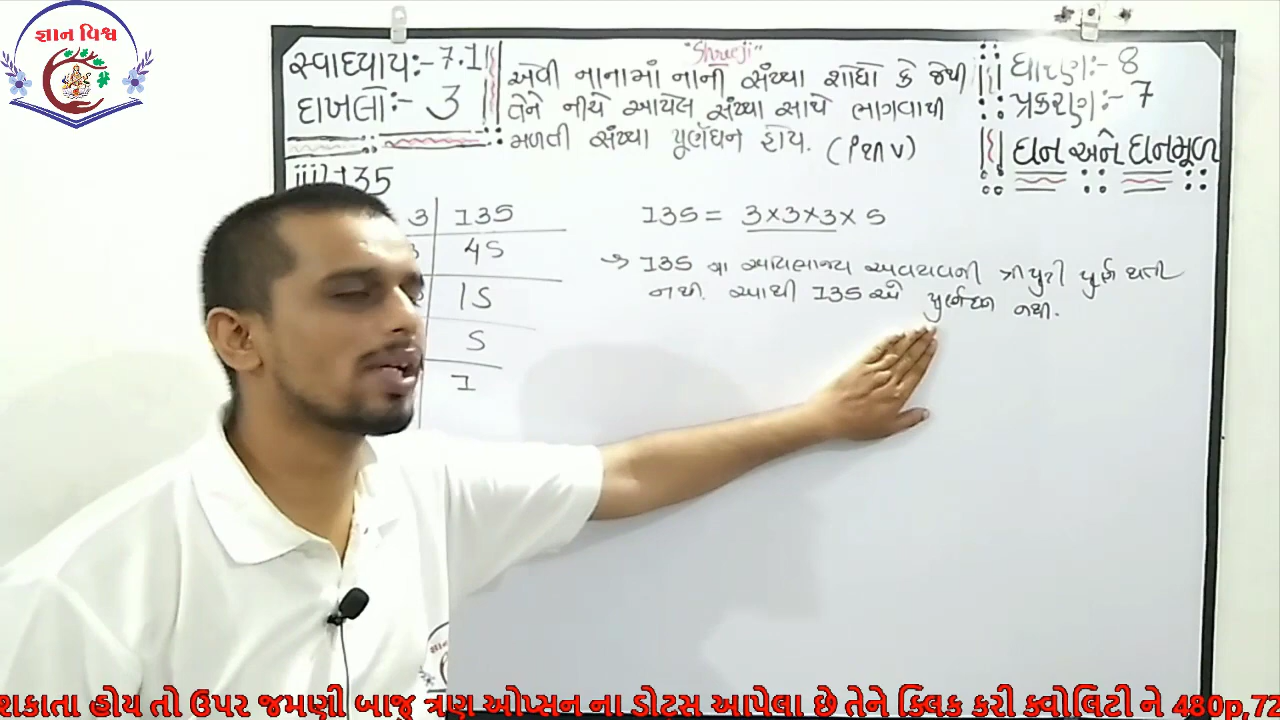 જ્ઞાન વિશ્વ
"Shreeji"
સ્વાધ્યાય:- 7.1
દાખલો:- 3
એવી નાનામાં નાની સંખ્યા શોધો કે જેથી
તેને નીચે આપેલ સંખ્યા સાથે ભાગવાથી
મળતી સંખ્યા પૂર્ણઘન હોય. (
ધોરણ:- 8
પ્રકરણ:- 7
ઘન અને ઘનમૂળ
iii) 135
3 135
3 45
15
5
1
135 = 3×3×3×5
→ 135 ના અવિભાજ્ય અવયવની ત્રીપુટી પૂર્ણ થતી
નથી. આથી 135 એ પૂર્ણઘન નથી.
શકાતા હોય તો ઉપર જમણી બાજુ ત્રણ ઓપ્સન ના ડોટ્સ આપેલા છે તેને ક્લિક કરી ક્વોલિટી ને 480p,72